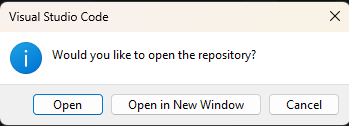 Visual Studio Code
Would you like to open the repository?
Open
Open in New Window
Cancel